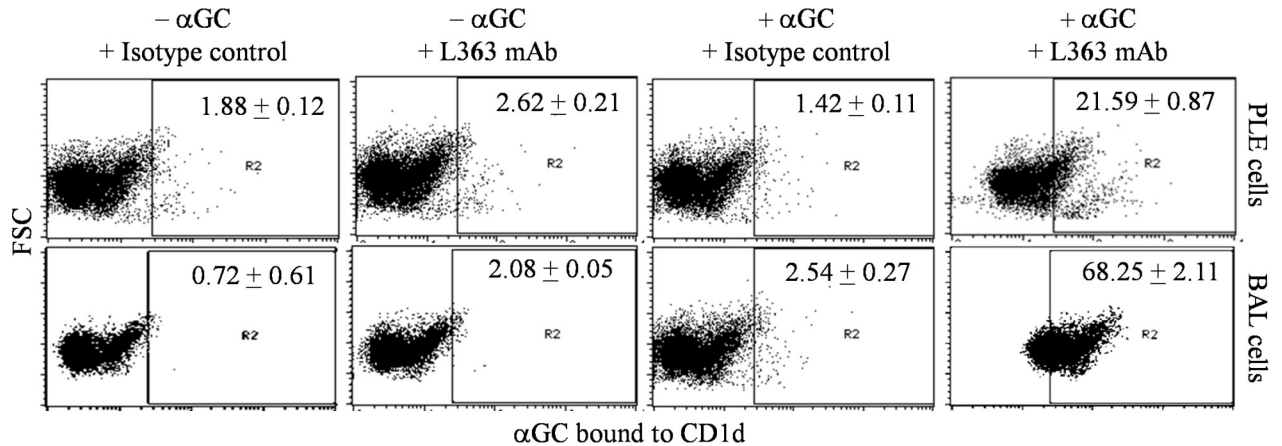 – αGC – αGC + αGC + αGC
+ Isotype control + L363 mAb + Isotype control + L363 mAb
1.88 ± 0.12 2.62 ± 0.21 1.42 ± 0.11 21.59 ± 0.87
R2 R2 R2 R2
PLE cells
FSC
0.72 ± 0.61 2.08 ± 0.05 2.54 ± 0.27 68.25 ± 2.11
R2 R2 R2 R2
BAL cells
αGC bound to CD1d